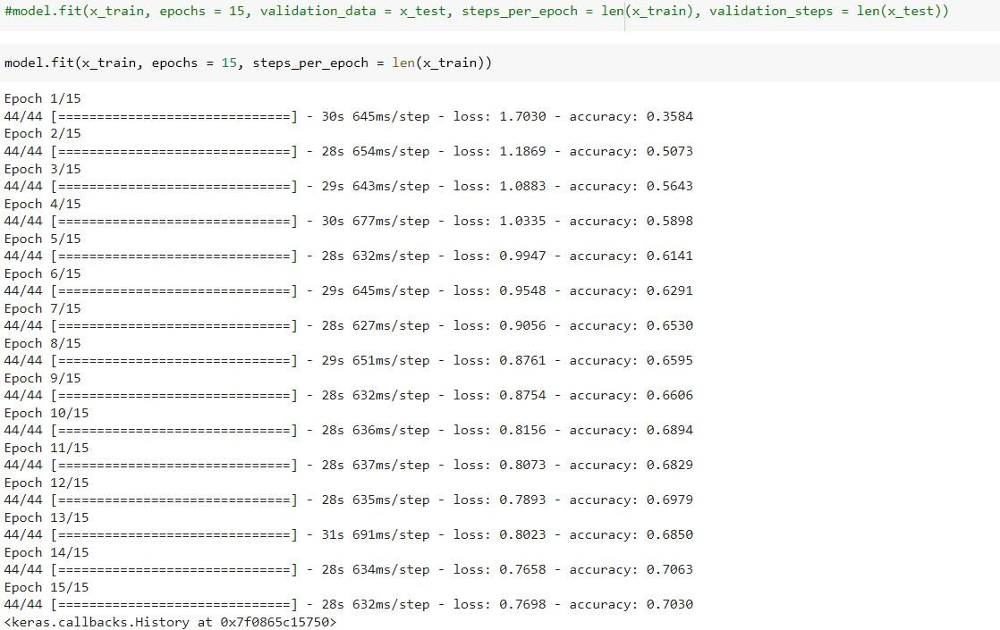 #model.fit(x_train, epochs = 15, validation_data = x_test, steps_per_epoch = len(x_train), validation_steps = len(x_test))
model.fit(x_train, epochs = 15, steps_per_epoch = len(x_train))
Epoch 1/15
44/44 [==============================] - 30s 645ms/step - loss: 1.7030 - accuracy: 0.3584
Epoch 2/15
44/44 [==============================] - 28s 654ms/step - loss: 1.1869 - accuracy: 0.5073
Epoch 3/15
44/44 [==============================] - 29s 643ms/step - loss: 1.0883 - accuracy: 0.5643
Epoch 4/15
44/44 [==============================] - 30s 677ms/step - loss: 1.0335 - accuracy: 0.5898
Epoch 5/15
44/44 [==============================] - 28s 632ms/step - loss: 0.9947 - accuracy: 0.6141
Epoch 6/15
44/44 [==============================] - 29s 645ms/step - loss: 0.9548 - accuracy: 0.6291
Epoch 7/15
44/44 [==============================] - 28s 627ms/step - loss: 0.9056 - accuracy: 0.6530
Epoch 8/15
44/44 [==============================] - 29s 651ms/step - loss: 0.8761 - accuracy: 0.6595
Epoch 9/15
44/44 [==============================] - 28s 632ms/step - loss: 0.8754 - accuracy: 0.6606
Epoch 10/15
44/44 [==============================] - 28s 636ms/step - loss: 0.8156 - accuracy: 0.6894
Epoch 11/15
44/44 [==============================] - 28s 637ms/step - loss: 0.8073 - accuracy: 0.6829
Epoch 12/15
44/44 [==============================] - 28s 635ms/step - loss: 0.7893 - accuracy: 0.6979
Epoch 13/15
44/44 [==============================] - 31s 691ms/step - loss: 0.8023 - accuracy: 0.6850
Epoch 14/15
44/44 [==============================] - 28s 634ms/step - loss: 0.7658 - accuracy: 0.7063
Epoch 15/15
44/44 [==============================] - 28s 632ms/step - loss: 0.7698 - accuracy: 0.7030
<keras.callbacks.History at 0x7f0865c15750>